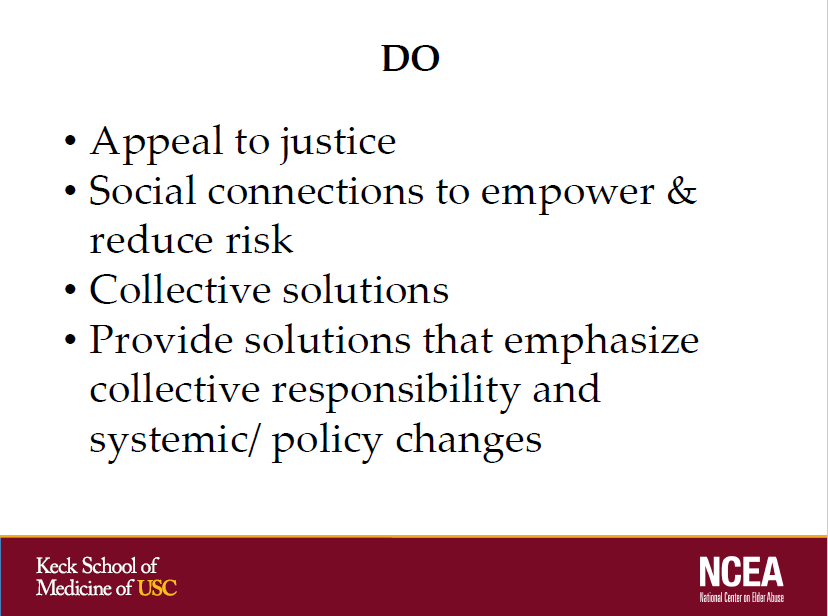 DO
• Appeal to justice
• Social connections to empower &
reduce risk
• Collective solutions
• Provide solutions that emphasize
collective responsibility and
systemic/ policy changes
Keck School of
Medicine of USC
NCEA
National Center on Elder Abuse